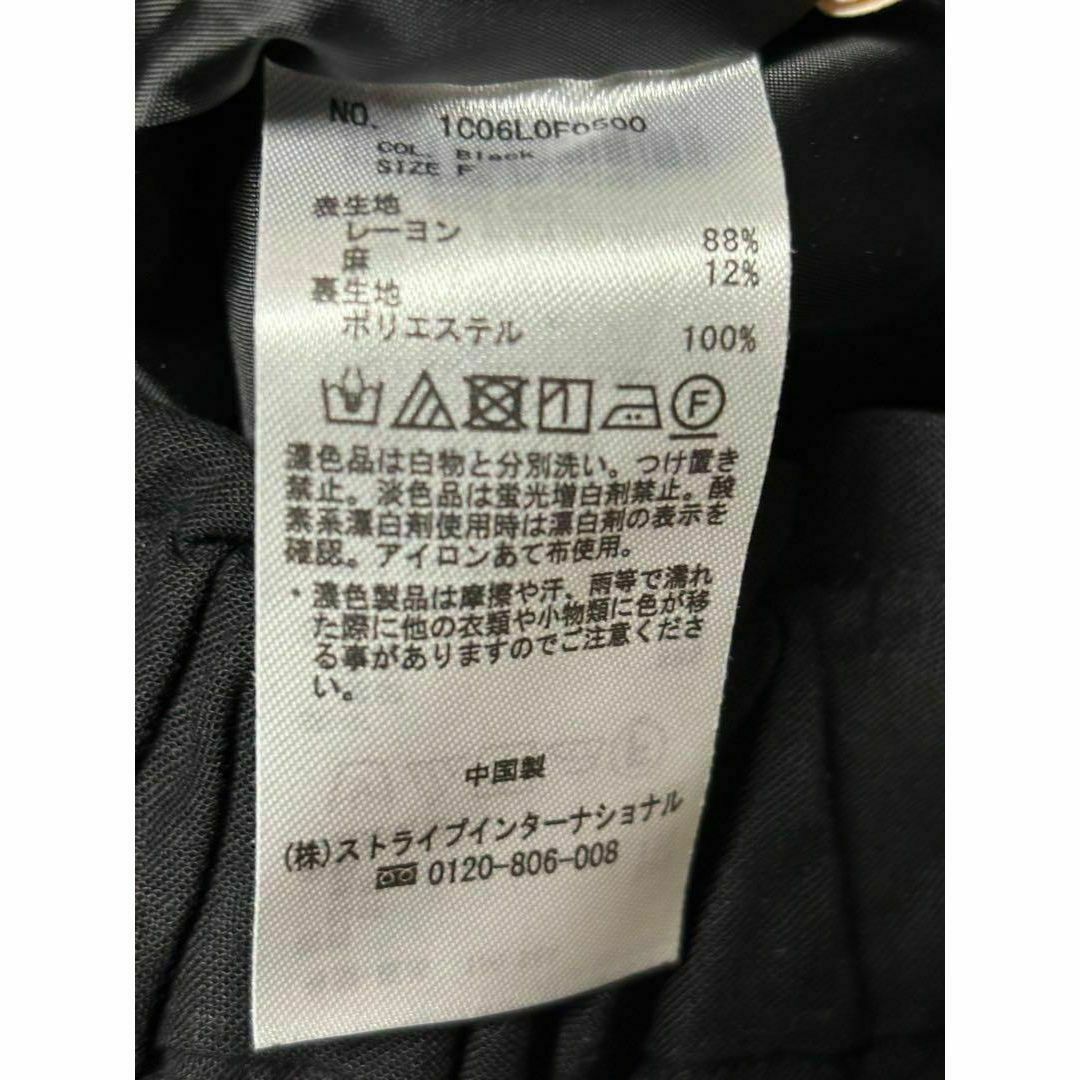 NO. 1C06L0F0500
COL. Black
SIZE F
表生地
レーヨン 88%
麻 12%
裏生地
ポリエステル 100%
F
濃色品は白物と分別洗い。つけ置き
禁止。淡色品は蛍光増白剤禁止。酸
素系漂白剤使用時は漂白剤の表示を
確認。アイロンあて布使用。
・濃色製品は摩擦や汗、雨等で濡れ
た際に他の衣類や小物類に色が移
る事がありますのでご注意くださ
い。
中国製
(株)ストライプインターナショナル
0120-806-008